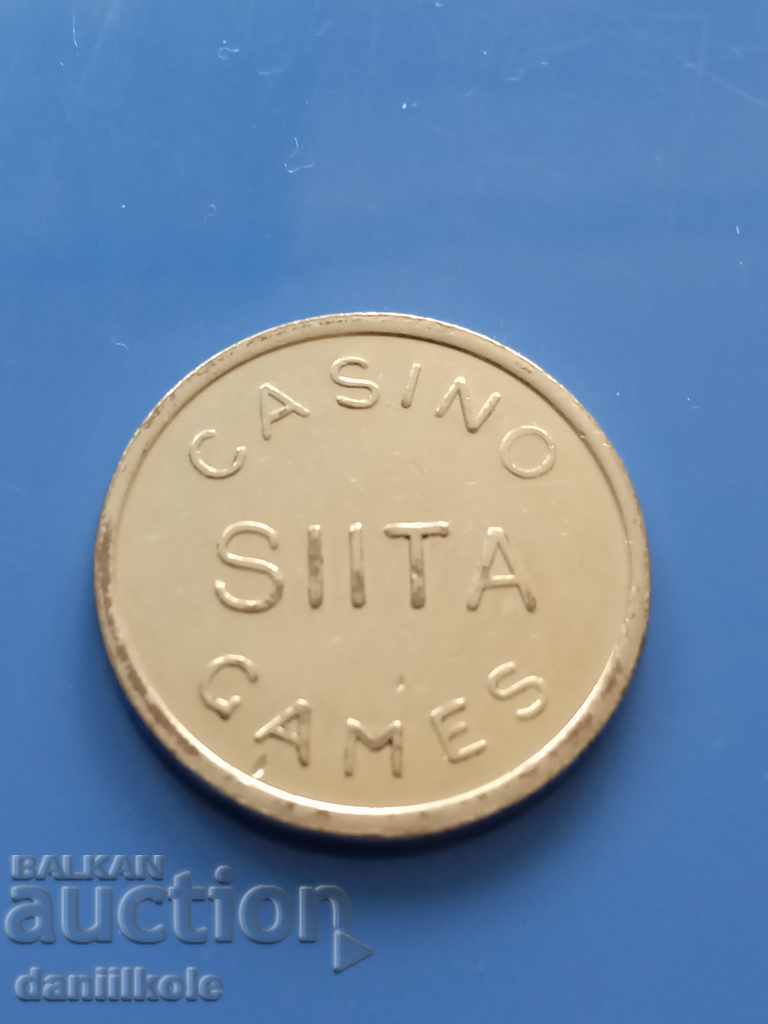 CASINO
SIITA
GAMES
BALKAN
auction
daniilkole